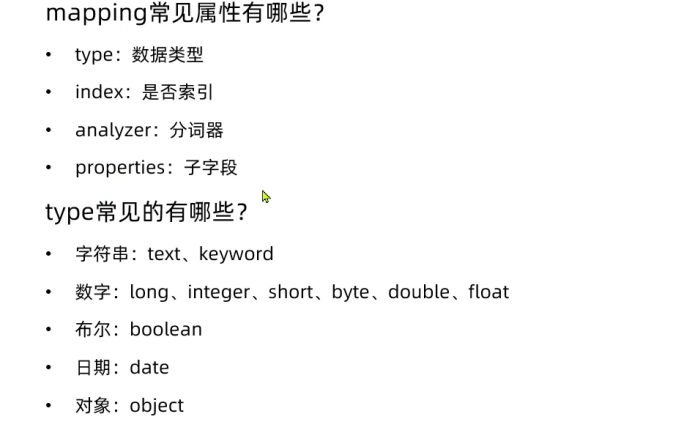 mapping常见属性有哪些？
• type：数据类型
• index：是否索引
• analyzer：分词器
• properties：子字段
type常见的有哪些？
• 字符串：text、keyword
• 数字：long、integer、short、byte、double、float
• 布尔：boolean
• 日期：date
• 对象：object